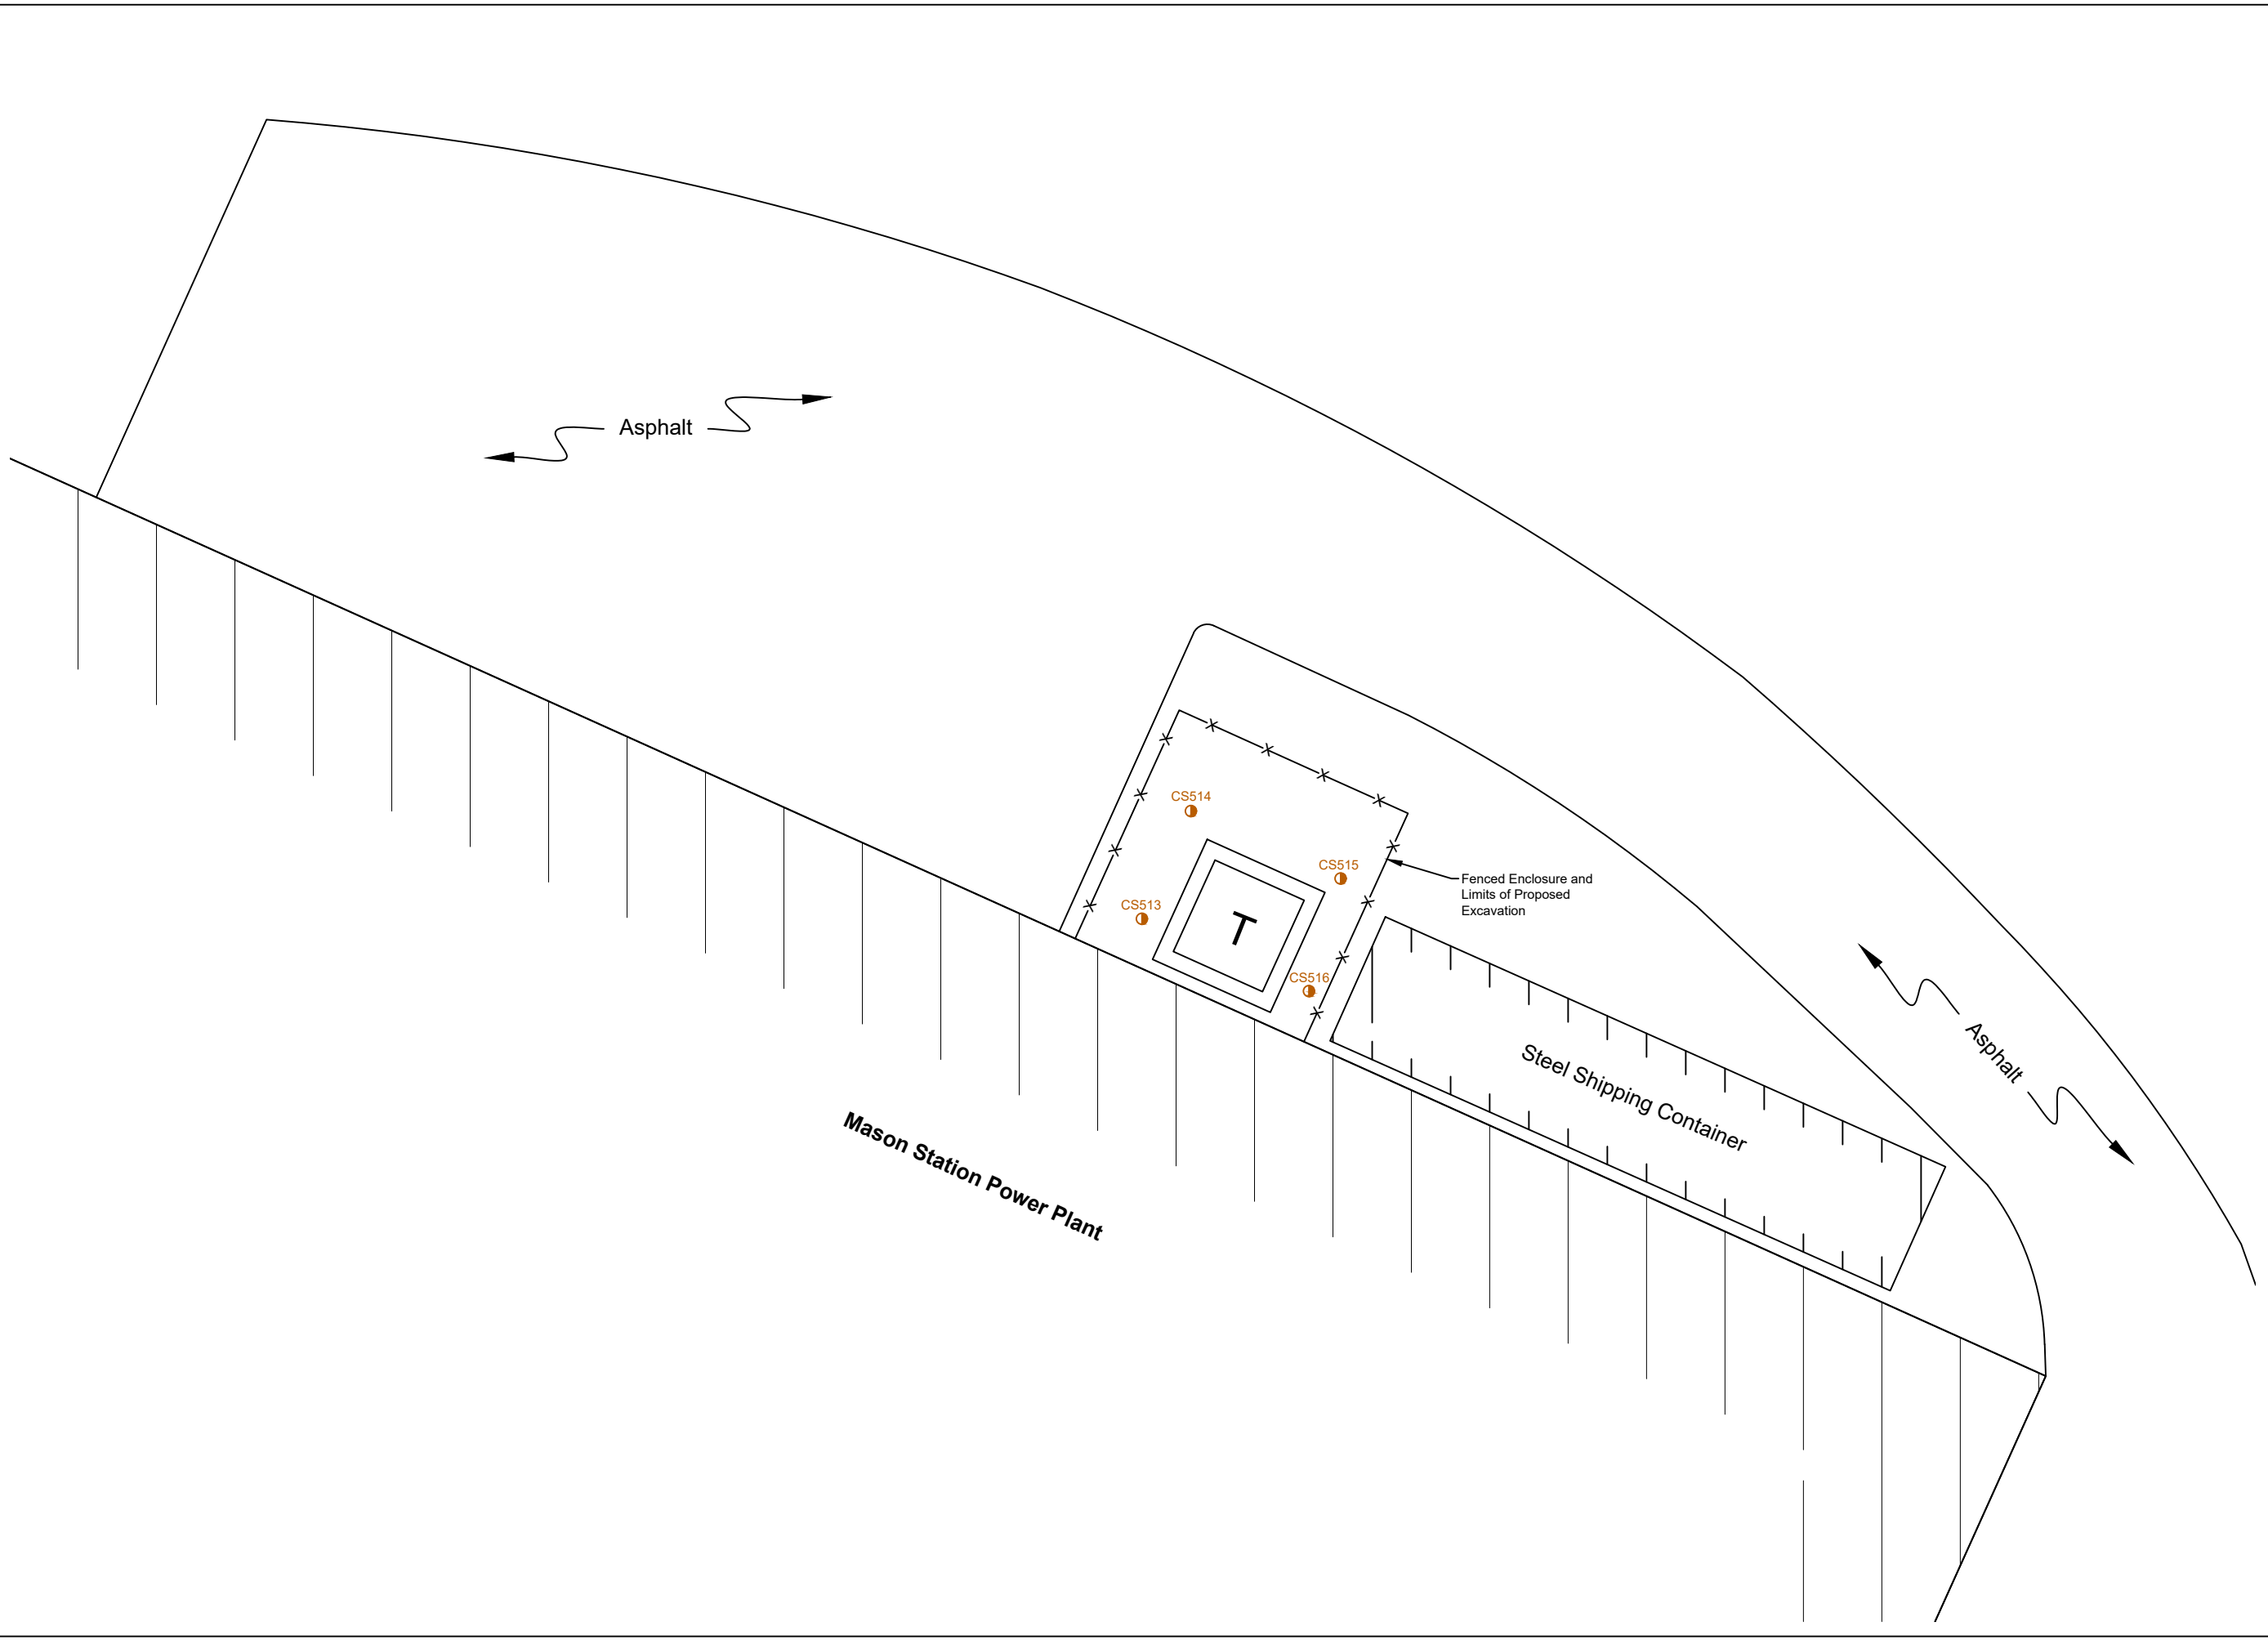 Asphalt
CS514
CS515
Fenced Enclosure and
Limits of Proposed
Excavation
CS513
T
CS516
Asphalt
Steel Shipping Container
Mason Station Power Plant